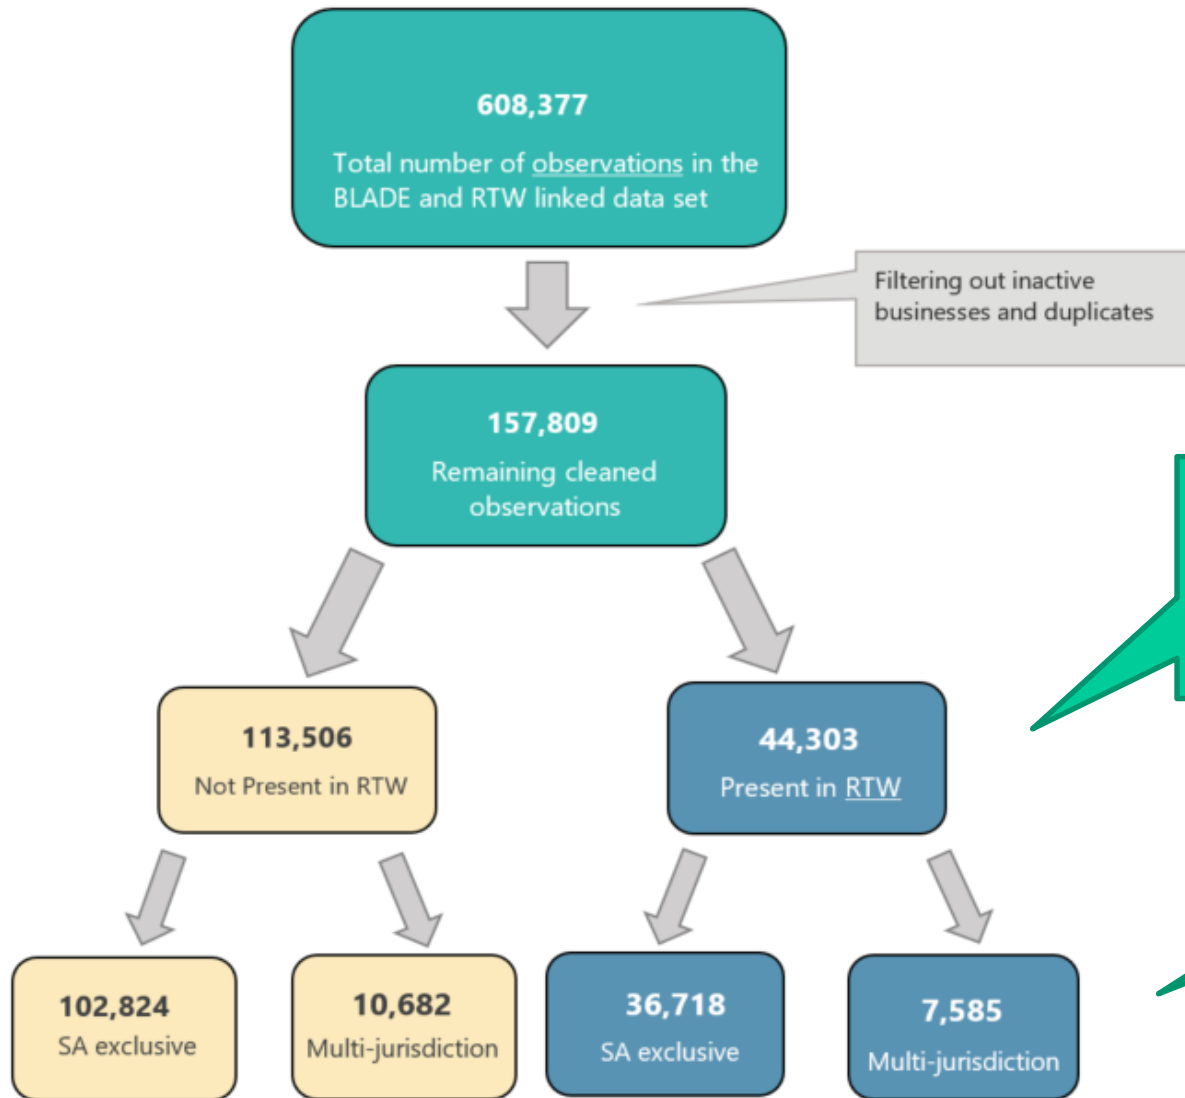 608,377
Total number of observations in the
BLADE and RTW linked data set
Filtering out inactive
businesses and duplicates
157,809
Remaining cleaned
observations
113,506
Not Present in RTW
44,303
Present in RTW
102,824
SA exclusive
10,682
Multi-jurisdiction
36,718
SA exclusive
7,585
Multi-jurisdiction